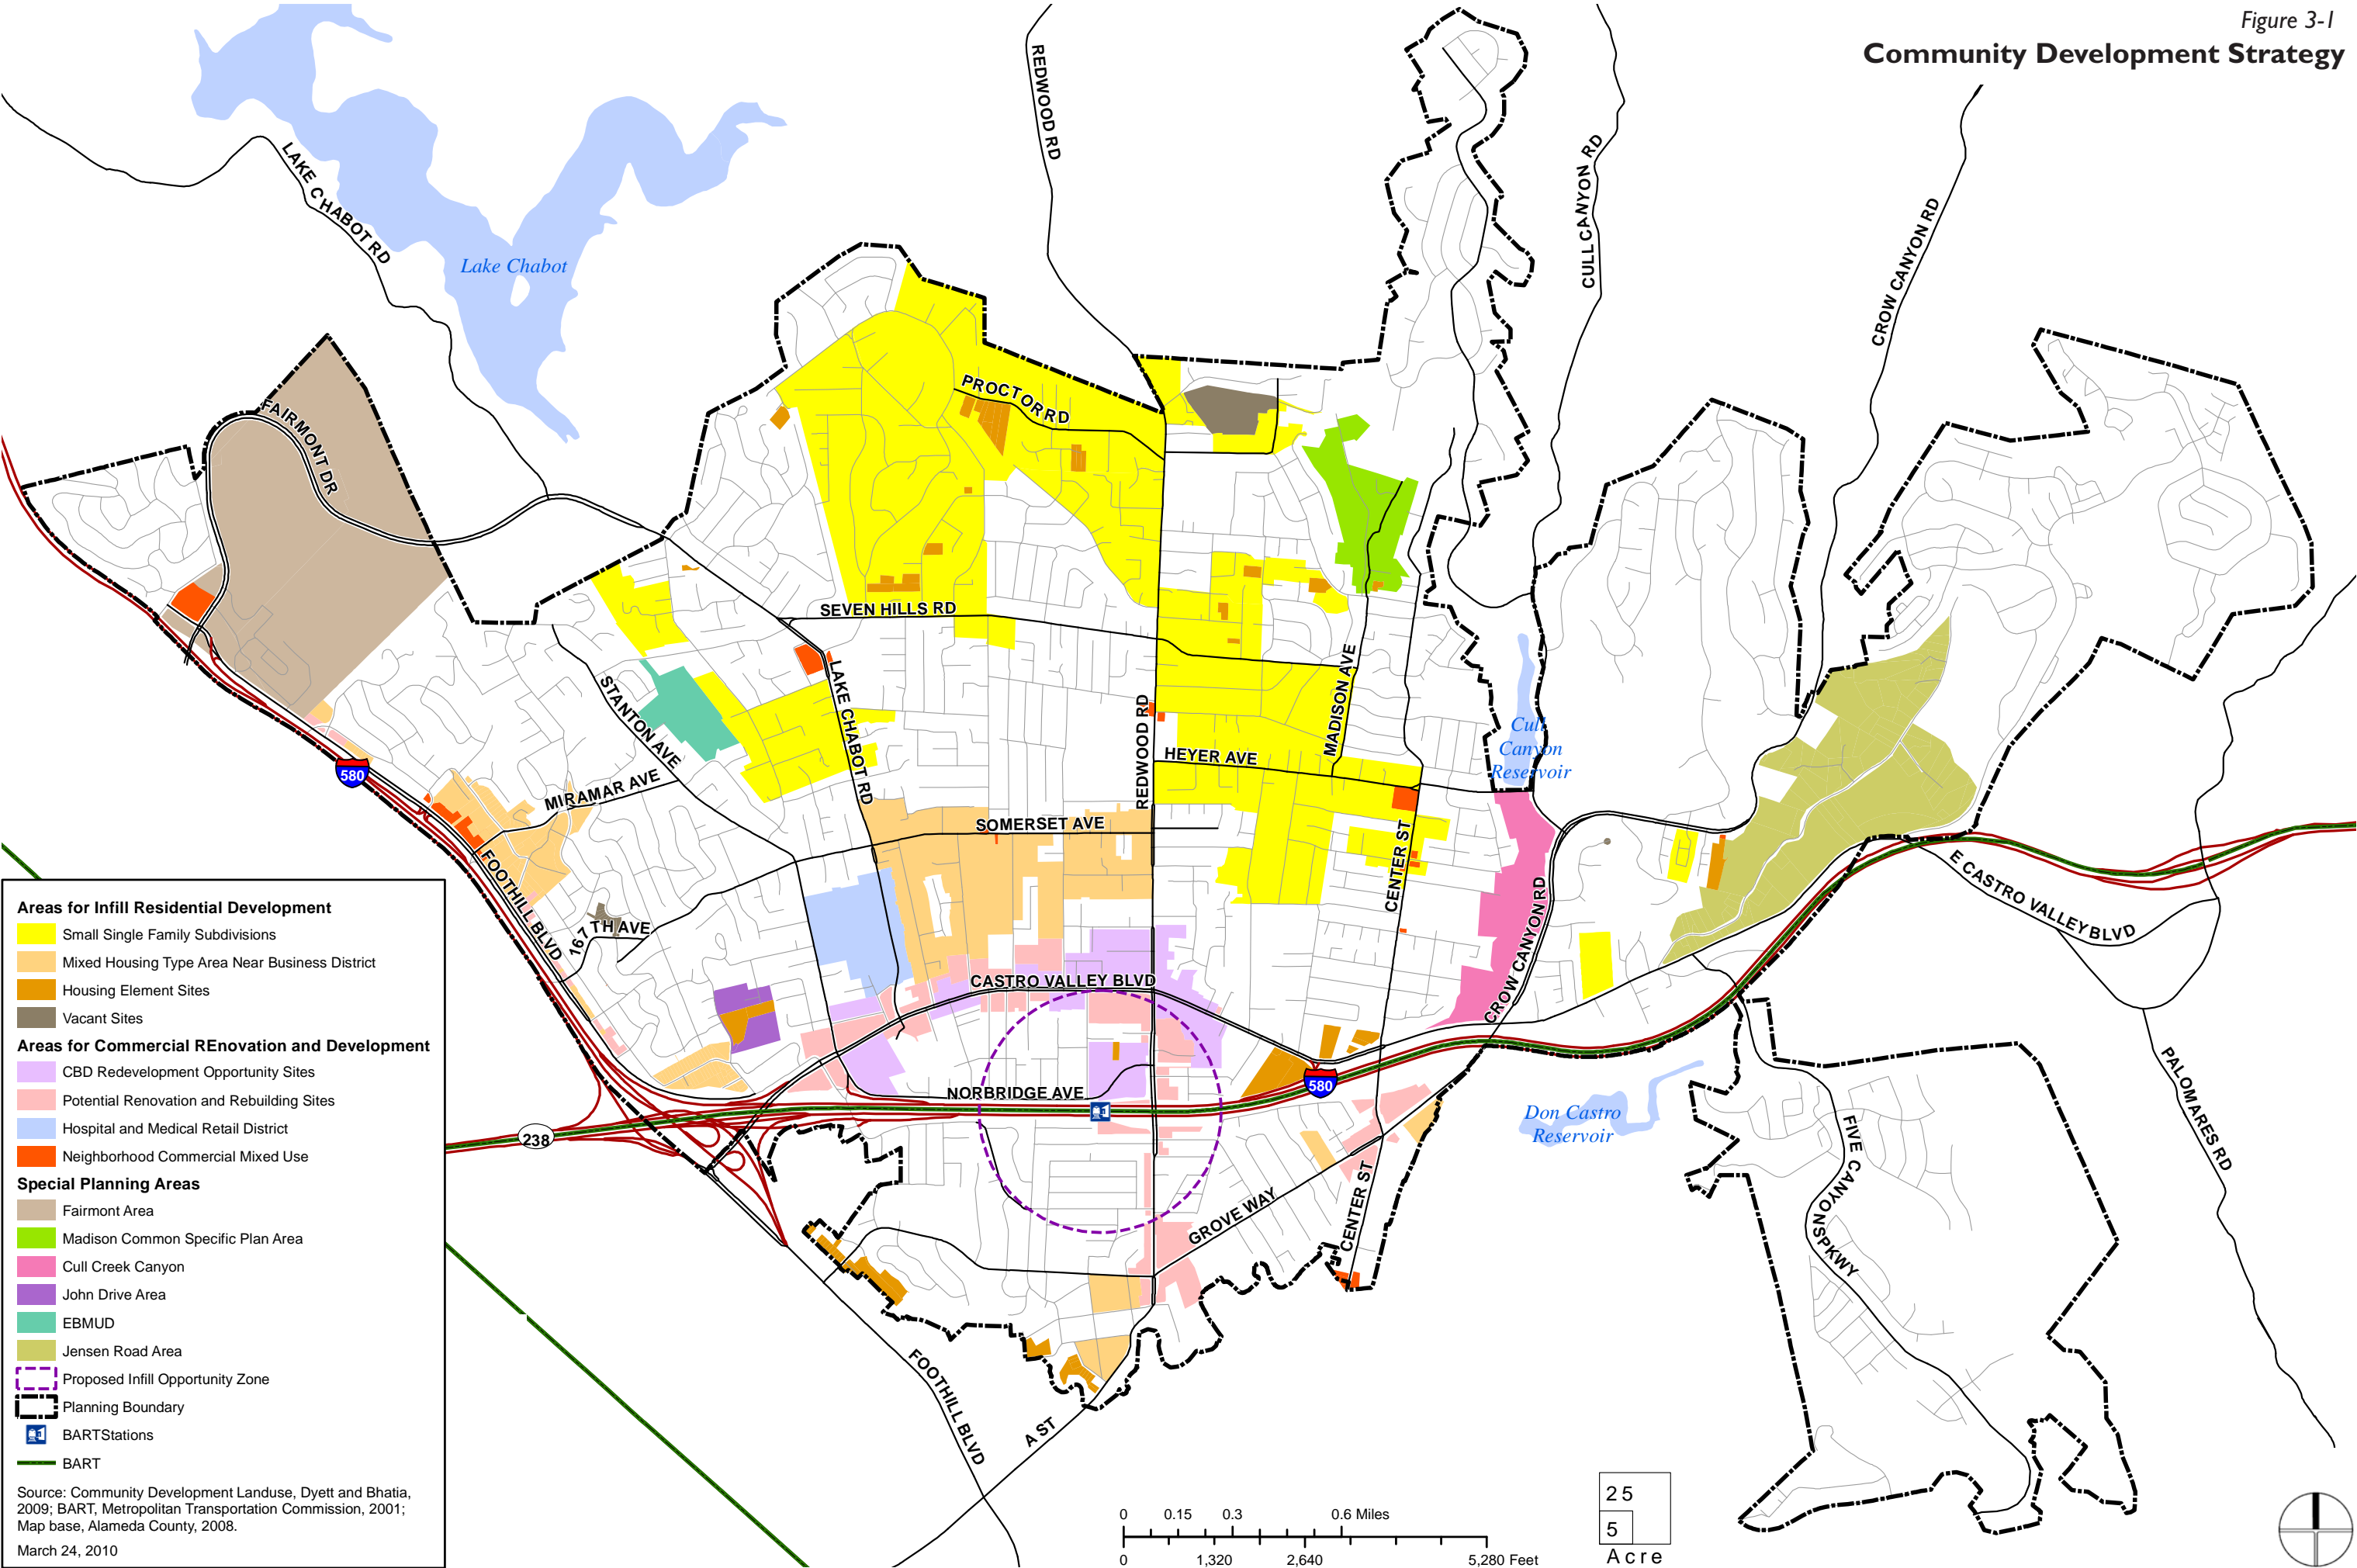 Figure 3-1
Community Development Strategy
REDWOOD RD
LAKE CHABOT RD
CULL CANYON RD
CROW CANYON RD
Lake Chabot
FAIRMONT DR
PROCTOR RD
SEVEN HILLS RD
STANTON AVE
LAKE CHABOT RD
REDWOOD RD
MADISON AVE
Cull
Canyon
Reservoir
HEYER AVE
580
MIRAMAR AVE
SOMERSET AVE
CENTER ST
FOOTHILL BLVD
167 TH AVE
CROW CANYON RD
E CASTRO VALLEY BLVD
CASTRO VALLEY BLVD
NORBRIDGE AVE
580
238
Don Castro
Reservoir
FIVE CANYONS PKWY
PALOMARES RD
GROVE WAY
CENTER ST
FOOTHILL BLVD
A ST
Areas for Infill Residential Development
Small Single Family Subdivisions
Mixed Housing Type Area Near Business District
Housing Element Sites
Vacant Sites
Areas for Commercial REnovation and Development
CBD Redevelopment Opportunity Sites
Potential Renovation and Rebuilding Sites
Hospital and Medical Retail District
Neighborhood Commercial Mixed Use
Special Planning Areas
Fairmont Area
Madison Common Specific Plan Area
Cull Creek Canyon
John Drive Area
EBMUD
Jensen Road Area
Proposed Infill Opportunity Zone
Planning Boundary
BARTStations
BART
Source: Community Development Landuse, Dyett and Bhatia,
2009; BART, Metropolitan Transportation Commission, 2001;
Map base, Alameda County, 2008.
March 24, 2010
0 0.15 0.3 0.6 Miles
0 1,320 2,640 5,280 Feet
25
5
Acre